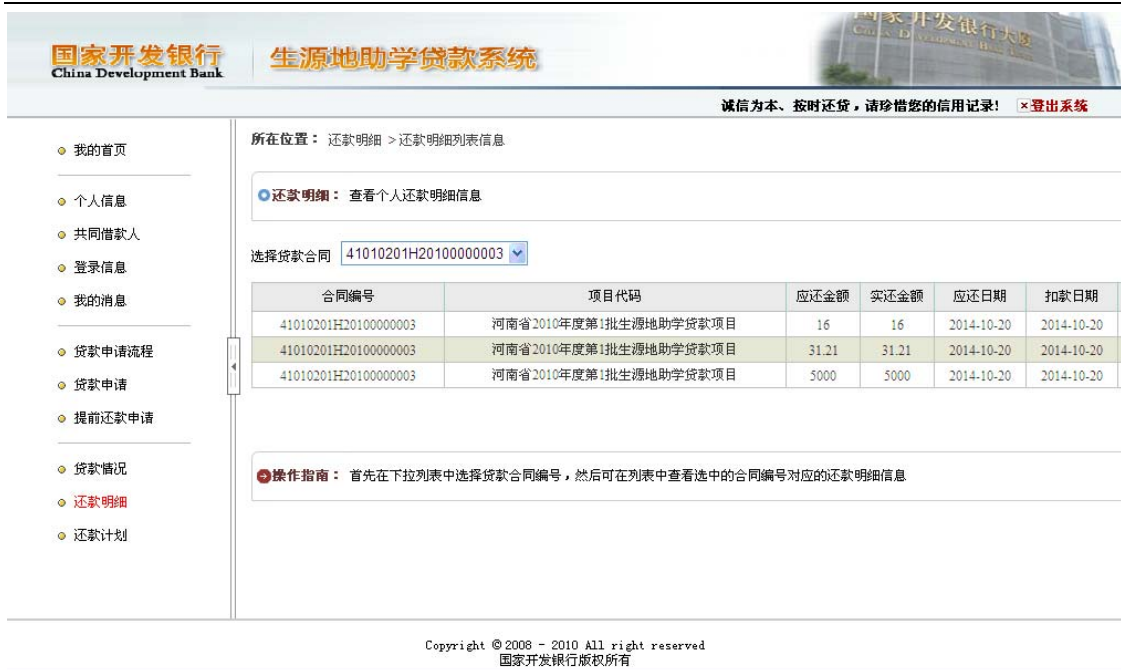 国家开发银行
China Development Bank
生源地助学贷款系统
诚信为本、按时还贷，请珍惜您的信用记录！ ×登出系统
我的首页
个人信息
共同借款人
登录信息
我的消息
贷款申请流程
贷款申请
提前还款申请
贷款情况
还款明细
还款计划
所在位置： 还款明细 >还款明细列表信息
还款明细： 查看个人还款明细信息
选择贷款合同 41010201H20100000003
合同编号 项目代码 应还金额 实还金额 应还日期 扣款日期
41010201H20100000003 河南省2010年度第1批生源地助学贷款项目 16 16 2014-10-20 2014-10-20
41010201H20100000003 河南省2010年度第1批生源地助学贷款项目 31.21 31.21 2014-10-20 2014-10-20
41010201H20100000003 河南省2010年度第1批生源地助学贷款项目 5000 5000 2014-10-20 2014-10-20
操作指南： 首先在下拉列表中选择贷款合同编号，然后可在列表中查看选中的合同编号对应的还款明细信息
Copyright ©2008 - 2010 All right reserved
国家开发银行版权所有